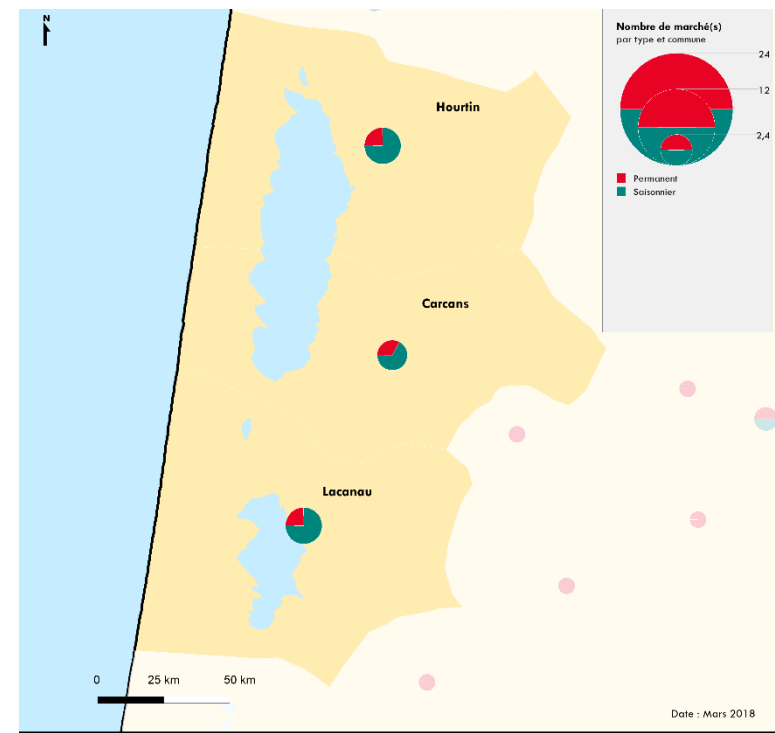 N
Nombre de marché(s)
par type et commune
24
12
2,4
Permanent
Saisonnier
Hourtin
Carcans
Lacanau
0 25 km 50 km
Date : Mars 2018